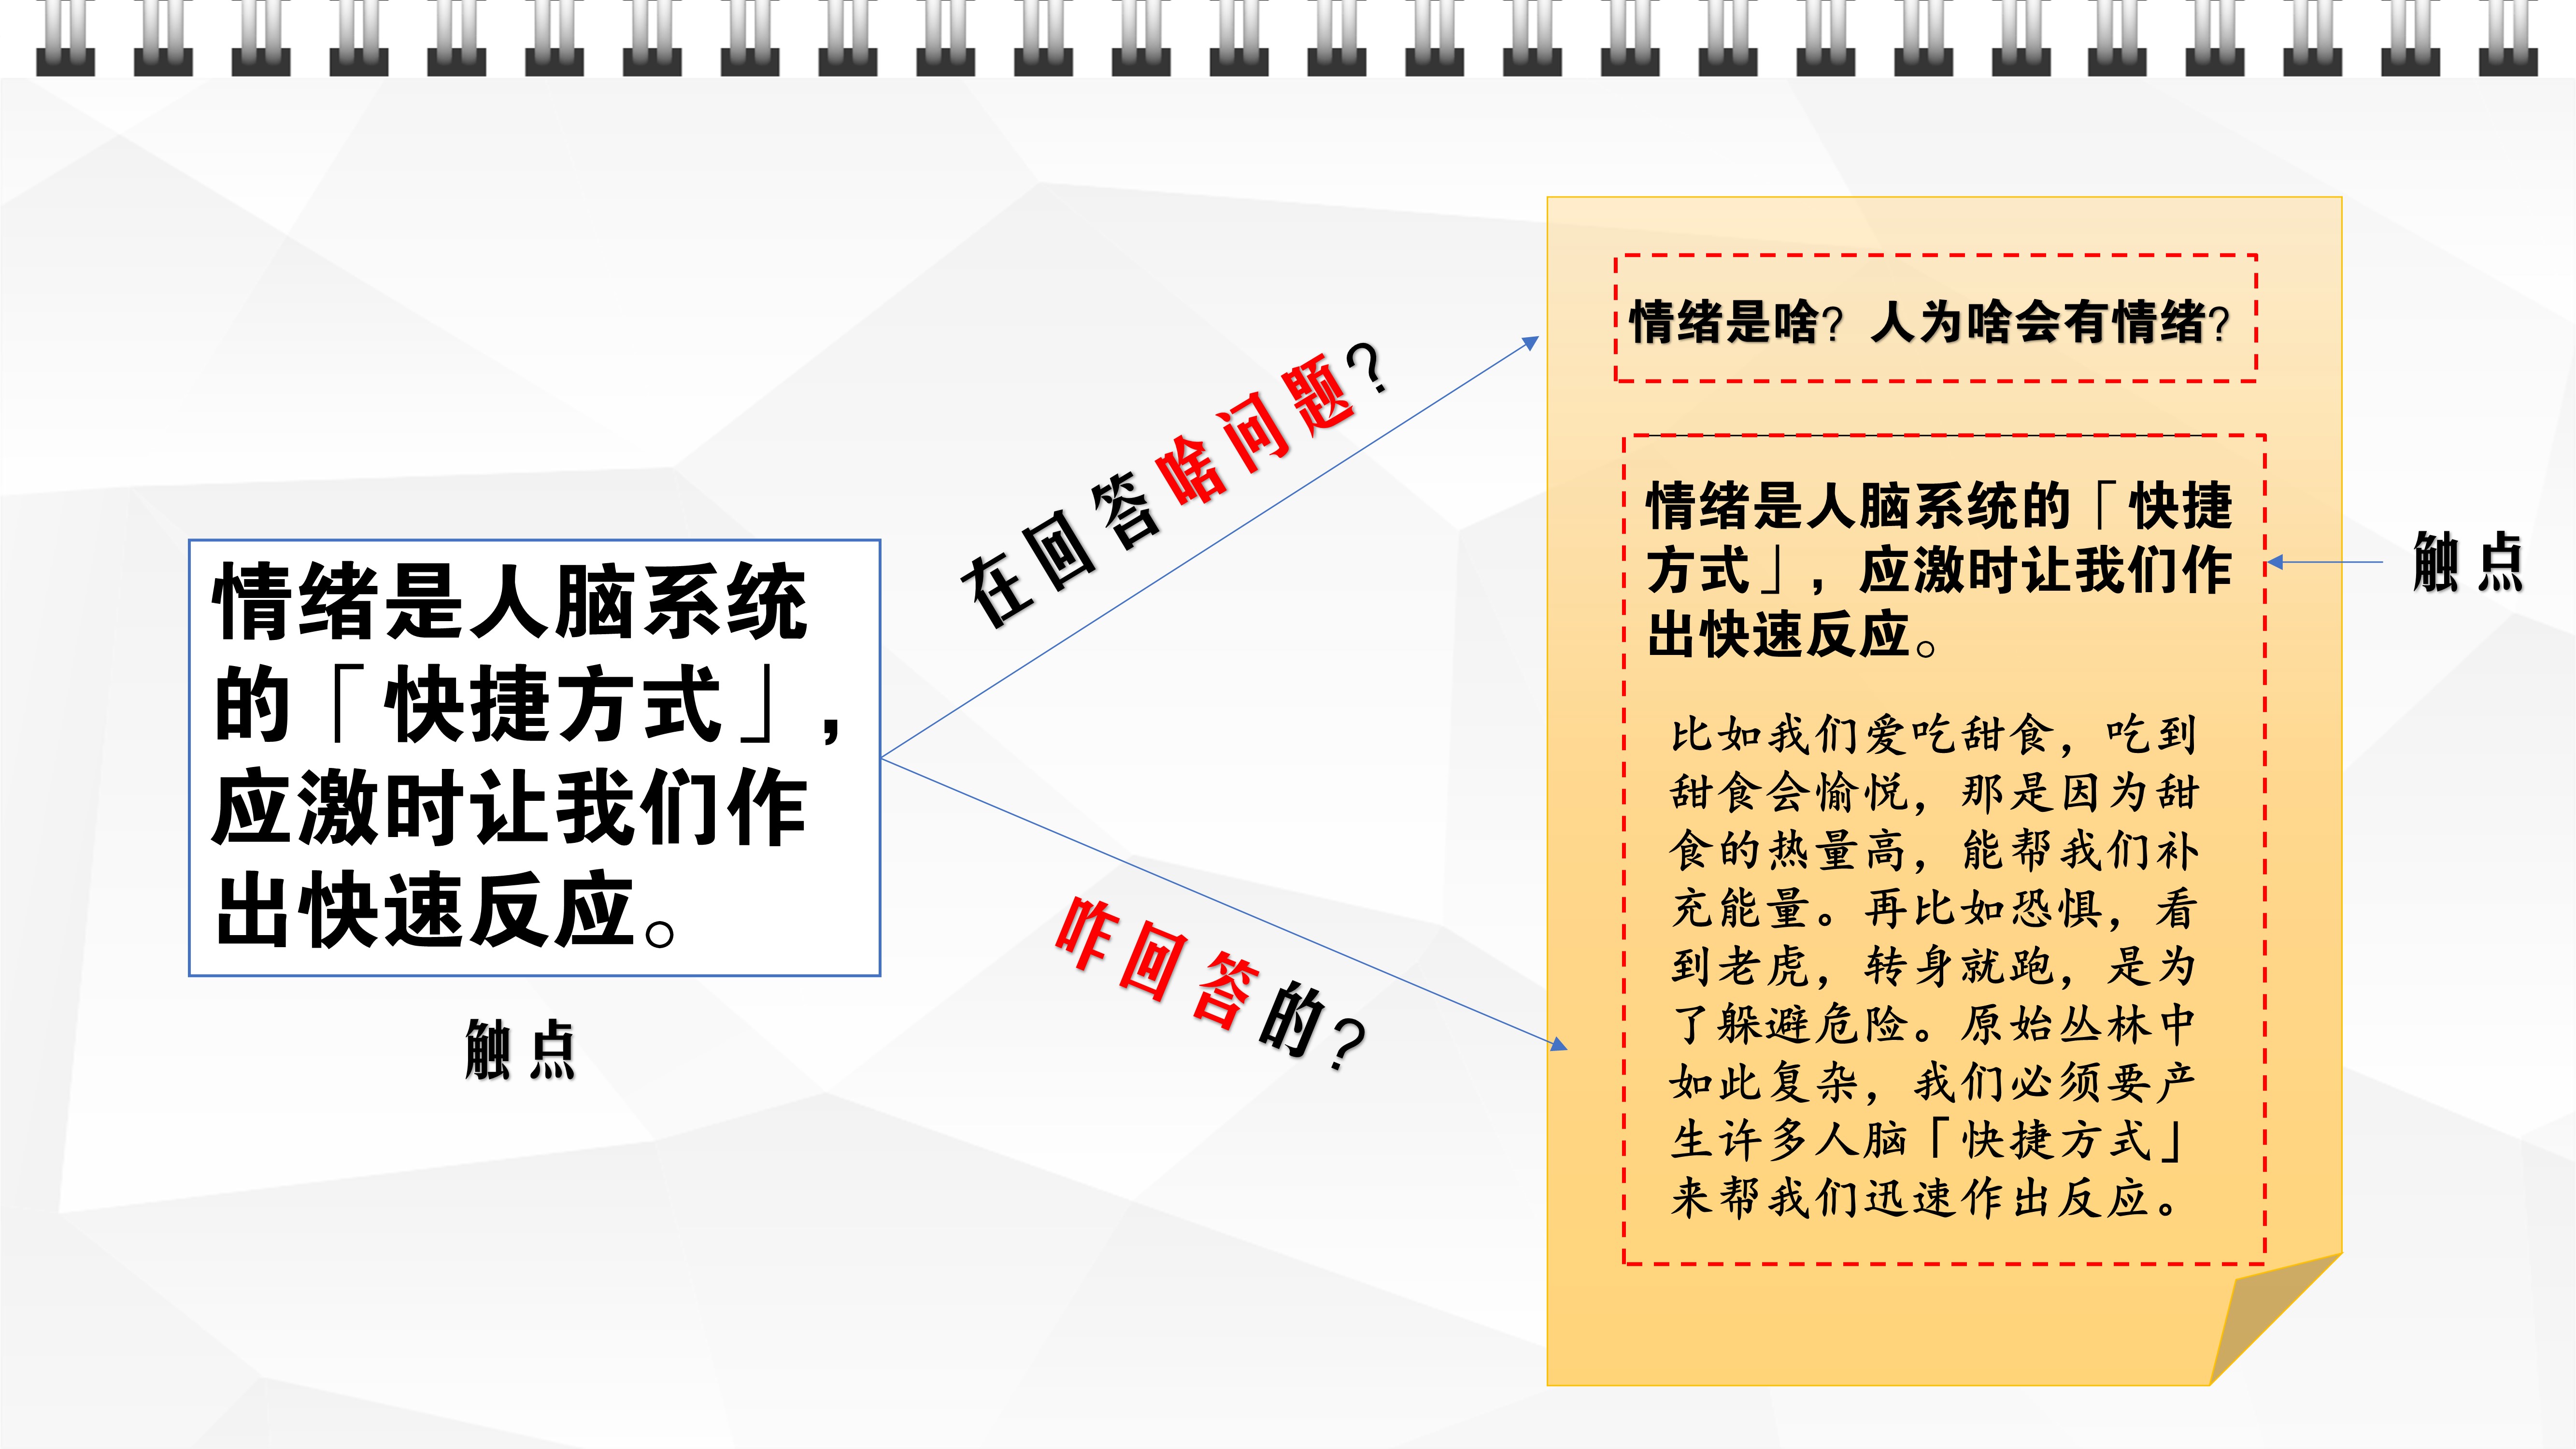 情绪是人脑系统
的「快捷方式」，
应激时让我们作
出快速反应。
触点
在回答啥问题？
咋回答的？
情绪是啥？人为啥会有情绪？
情绪是人脑系统的「快捷
方式」，应激时让我们作
出快速反应。
比如我们爱吃甜食，吃到
甜食会愉悦，那是因为甜
食的热量高，能帮我们补
充能量。再比如恐惧，看
到老虎，转身就跑，是为
了躲避危险。原始丛林中
如此复杂，我们必须要产
生许多人脑「快捷方式」
来帮我们迅速作出反应。
触点